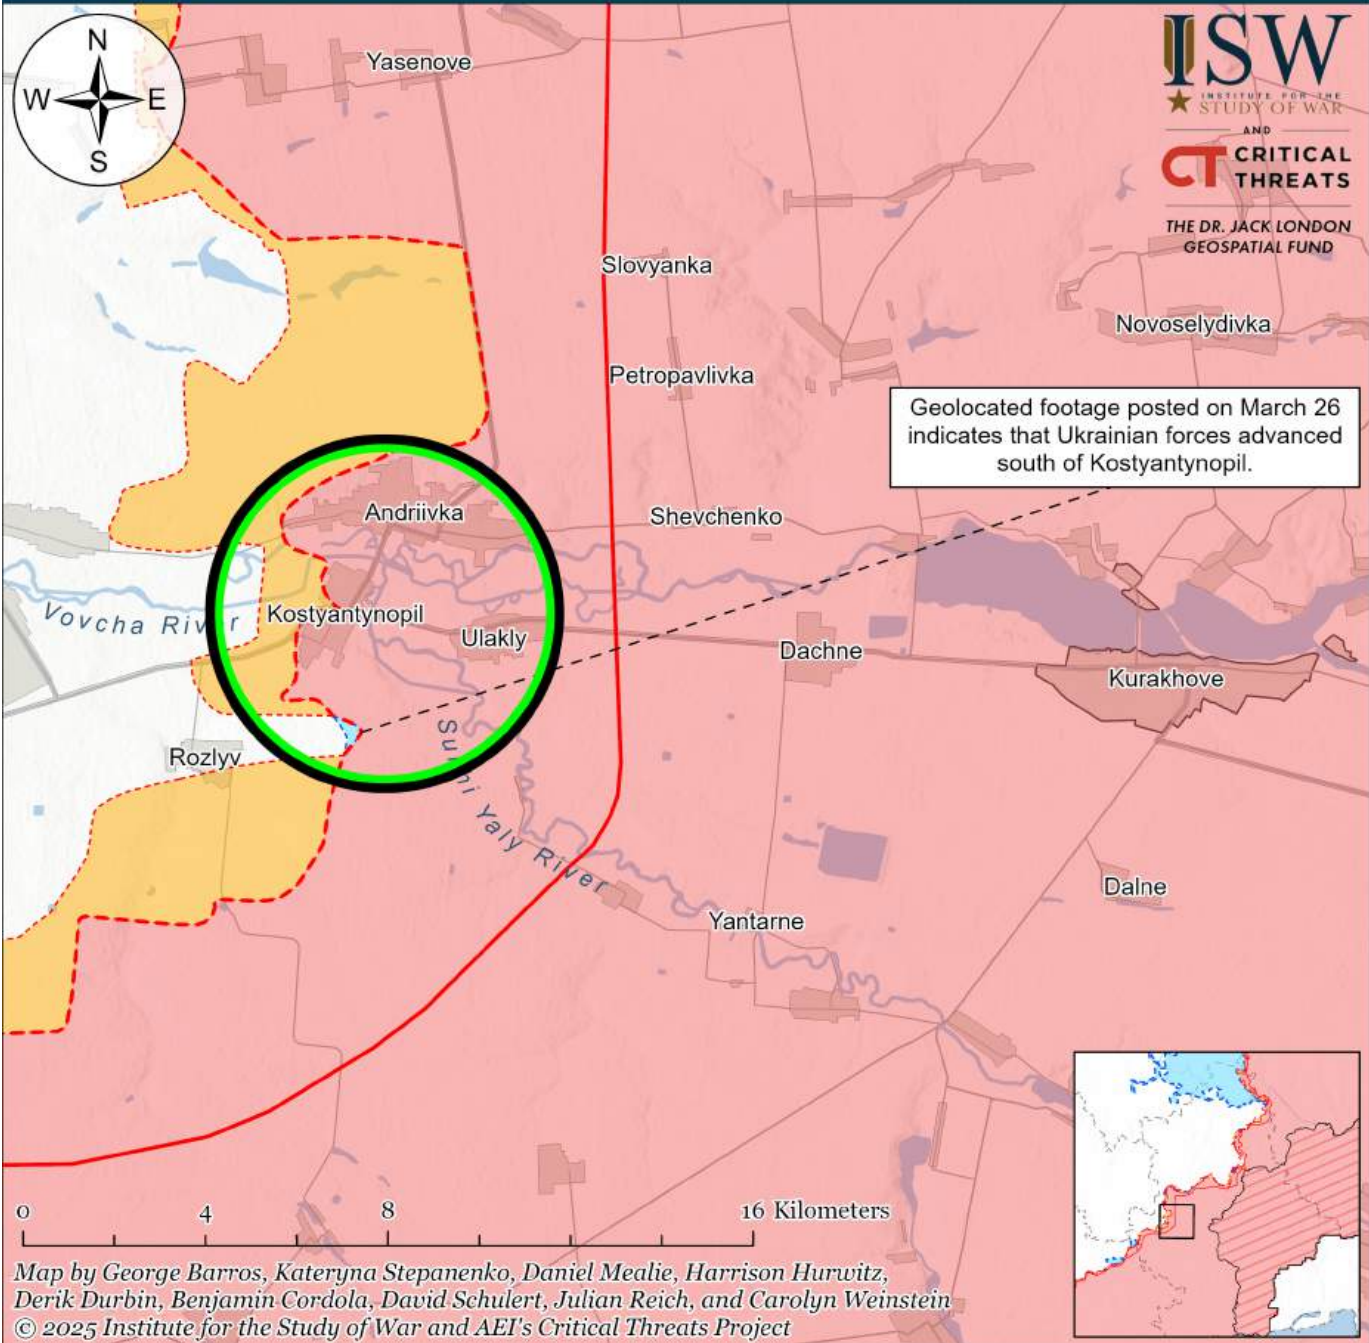 N
W E
S
ISW
INSTITUTE FOR THE
STUDY OF WAR
AND
CT CRITICAL
THREATS
THE DR. JACK LONDON
GEOSPATIAL FUND
Yasenove
Slovyanka
Novoselydivka
Petropavlivka
Geolocated footage posted on March 26
indicates that Ukrainian forces advanced
south of Kostyantynopil.
Andriivka
Shevchenko
Vovcha River
Kostyantynopil
Ulakly
Dachne
Kurakhove
Rozlyv
Sukhi Yaly River
Dalne
Yantarne
0 4 8 16 Kilometers
Map by George Barros, Kateryna Stepanenko, Daniel Mealie, Harrison Hurwitz,
Derik Durbin, Benjamin Cordola, David Schulert, Julian Reich, and Carolyn Weinstein
© 2025 Institute for the Study of War and AEI's Critical Threats Project